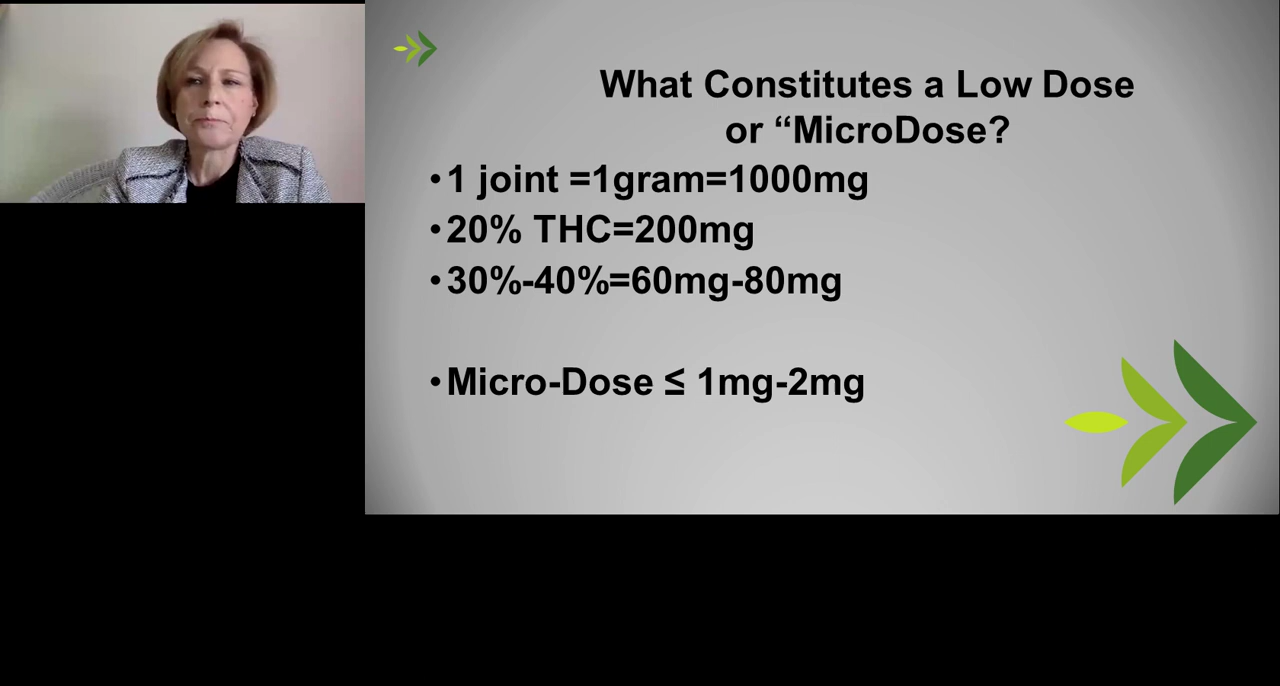 What Constitutes a Low Dose
or “MicroDose?
•1 joint =1gram=1000mg
•20% THC=200mg
•30%-40%=60mg-80mg
•Micro-Dose ≤ 1mg-2mg